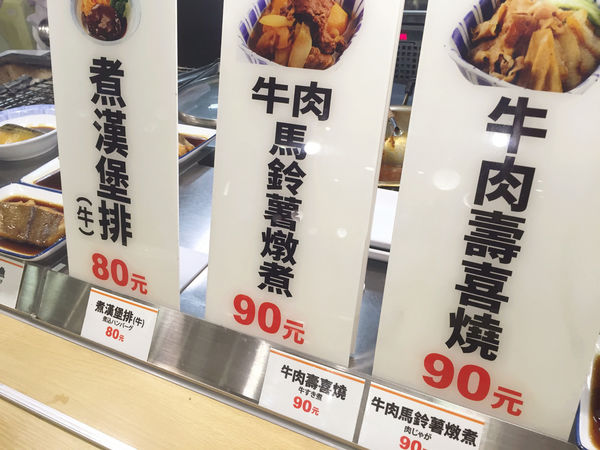 煮漢堡排(牛)
80元
牛肉
馬鈴薯燉煮
90元
牛肉壽喜燒
90元
煮漢堡排(牛)
煮込ハンバーグ
80元
牛肉壽喜燒
牛すき煮
90元
牛肉馬鈴薯燉煮
肉じゃが
90元